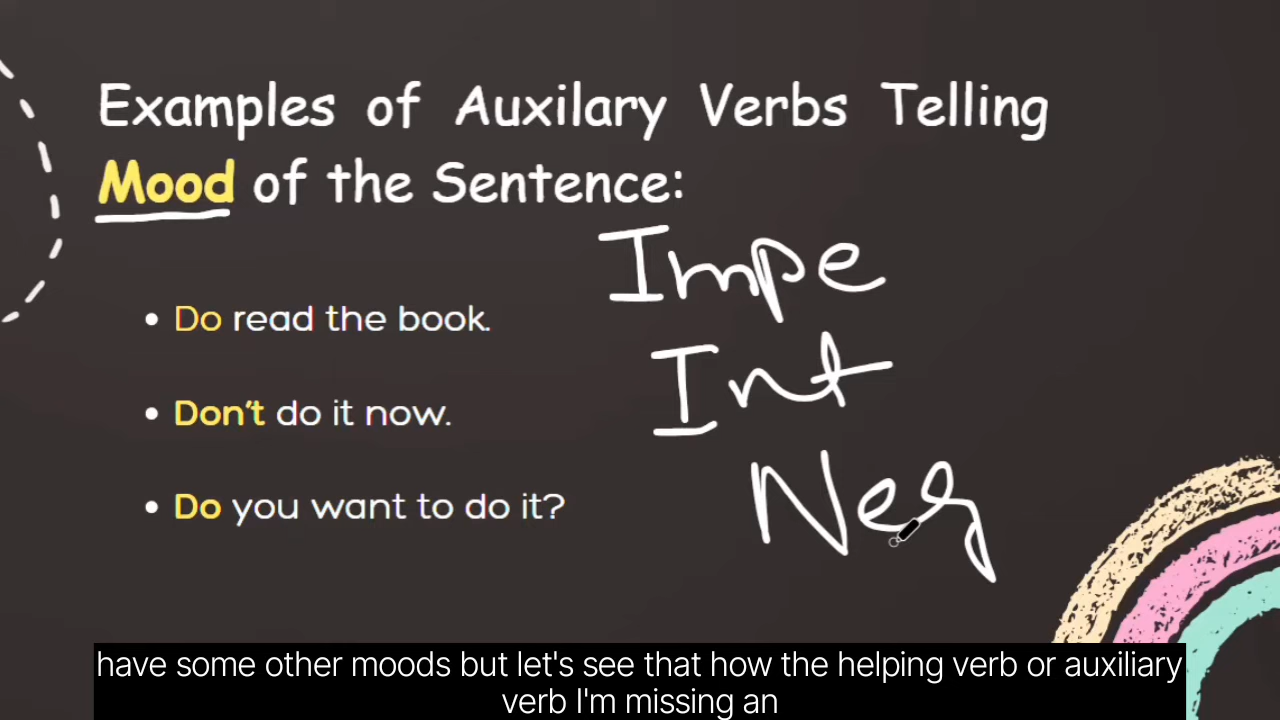 Examples of Auxilary Verbs Telling
Mood of the Sentence:
Impe
• Do read the book.
Int
• Don't do it now.
Neg
• Do you want to do it?
have some other moods but let's see that how the helping verb or auxiliary
verb I'm missing an